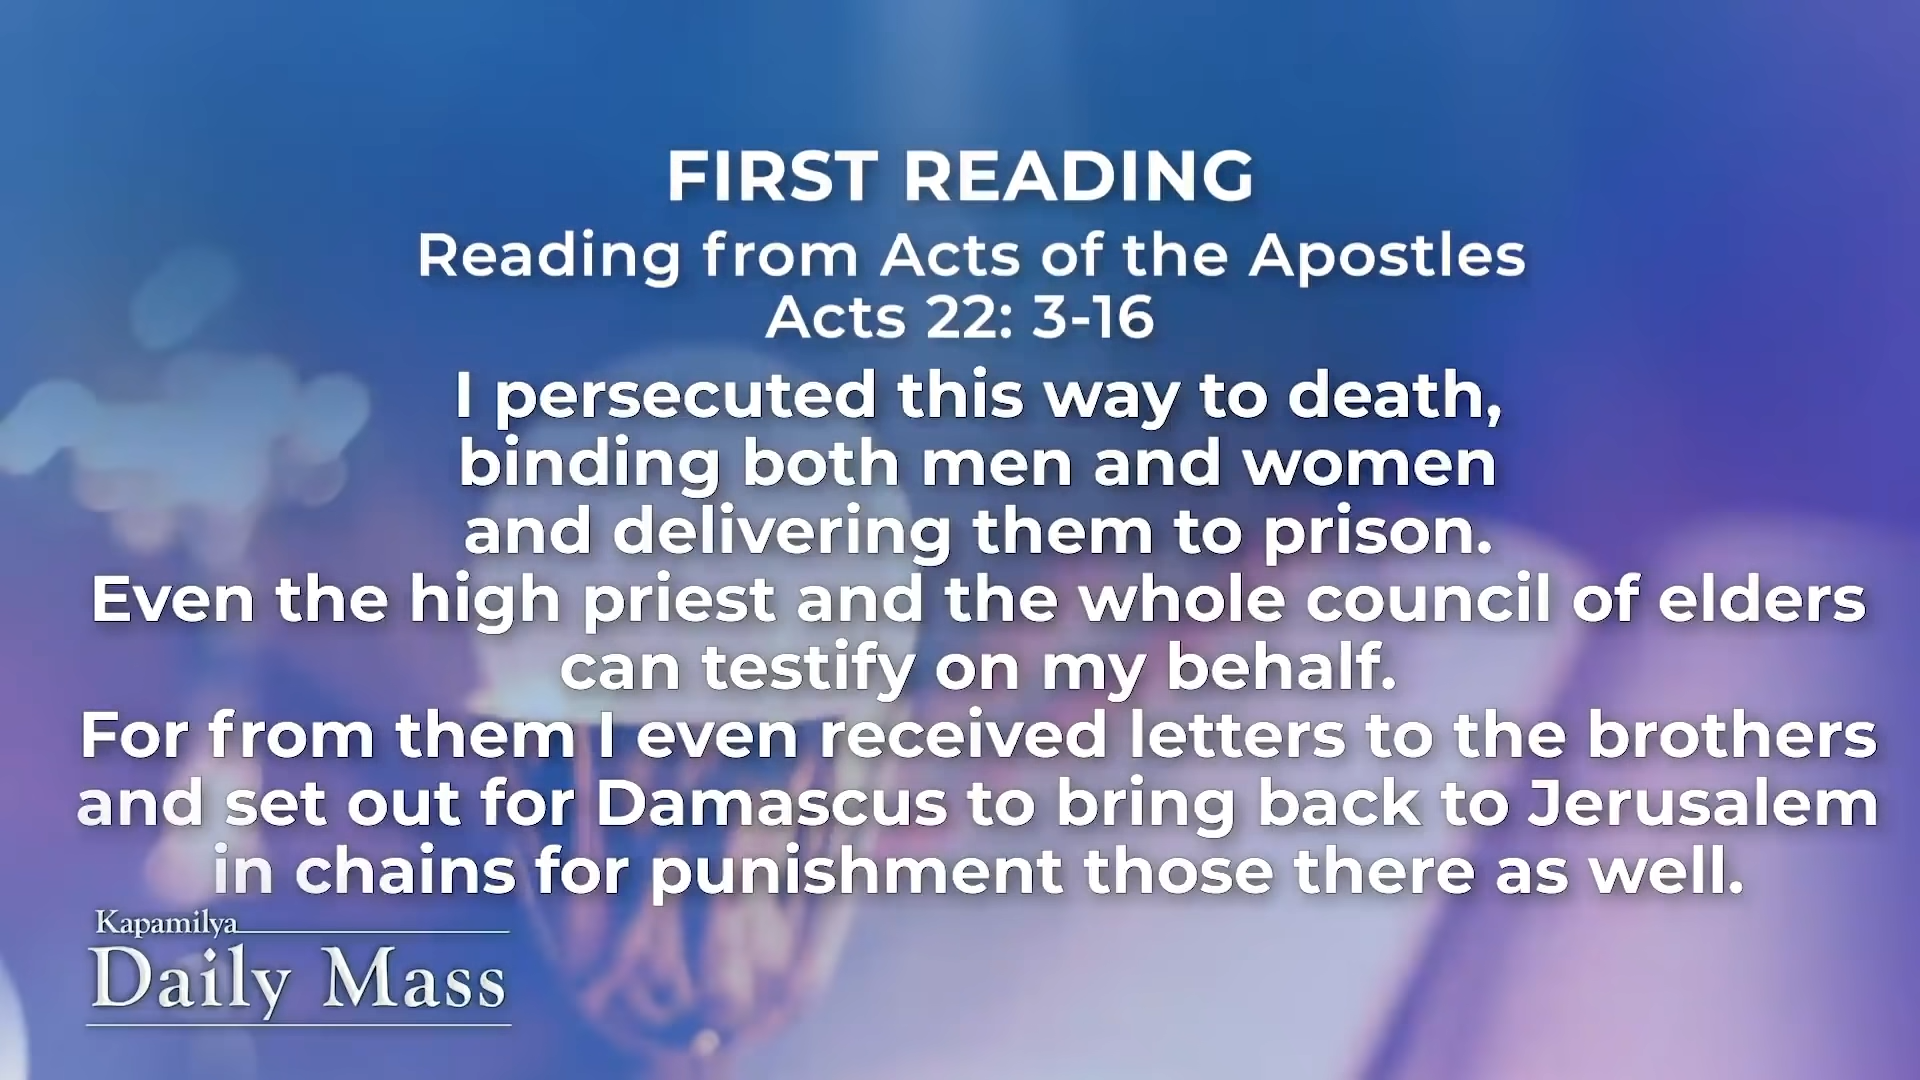 FIRST READING
Reading from Acts of the Apostles
Acts 22: 3-16
I persecuted this way to death,
binding both men and women
and delivering them to prison.
Even the high priest and the whole council of elders
can testify on my behalf.
For from them I even received letters to the brothers
and set out for Damascus to bring back to Jerusalem
in chains for punishment those there as well.
Kapamilya
Daily Mass